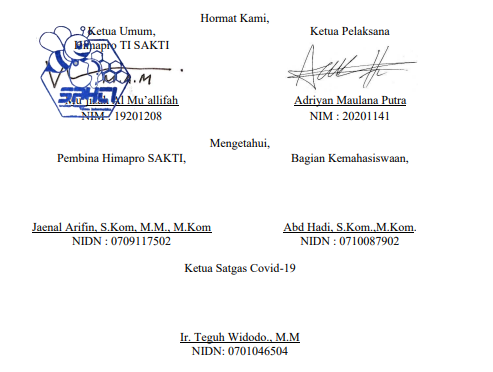 Hormat Kami,
Ketua Umum, Ketua Pelaksana
Himapro TI SAKTI
Mu'jizah Al Mu'allifah Adriyan Maulana Putra
NIM : 19201208 NIM : 20201141
Mengetahui,
Pembina Himapro SAKTI, Bagian Kemahasiswaan,
Jaenal Arifin, S.Kom, M.M., M.Kom Abd Hadi, S.Kom.,M.Kom.
NIDN : 0709117502 NIDN : 0710087902
Ketua Satgas Covid-19
Ir. Teguh Widodo., M.M
NIDN: 0701046504